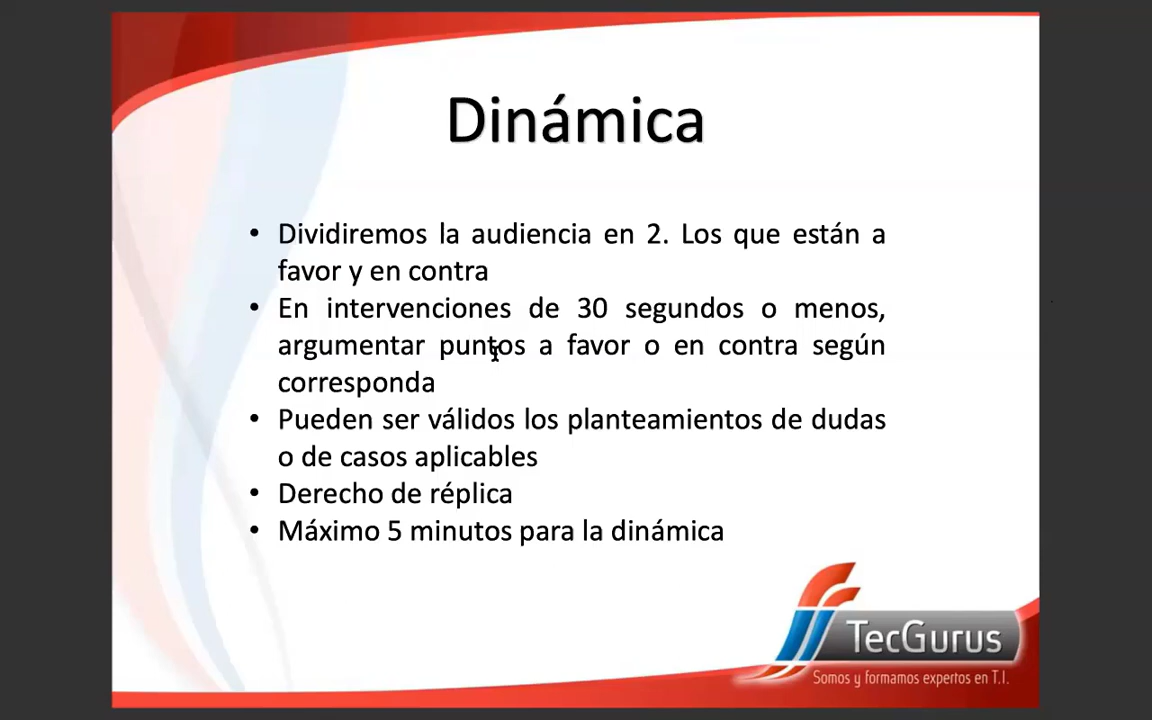 Dinámica
• Dividiremos la audiencia en 2. Los que están a
favor y en contra
• En intervenciones de 30 segundos o menos,
argumentar puntos a favor o en contra según
corresponda
• Pueden ser válidos los planteamientos de dudas
o de casos aplicables
• Derecho de réplica
• Máximo 5 minutos para la dinámica
TecGurus
Somos y formamos expertos en T.I.